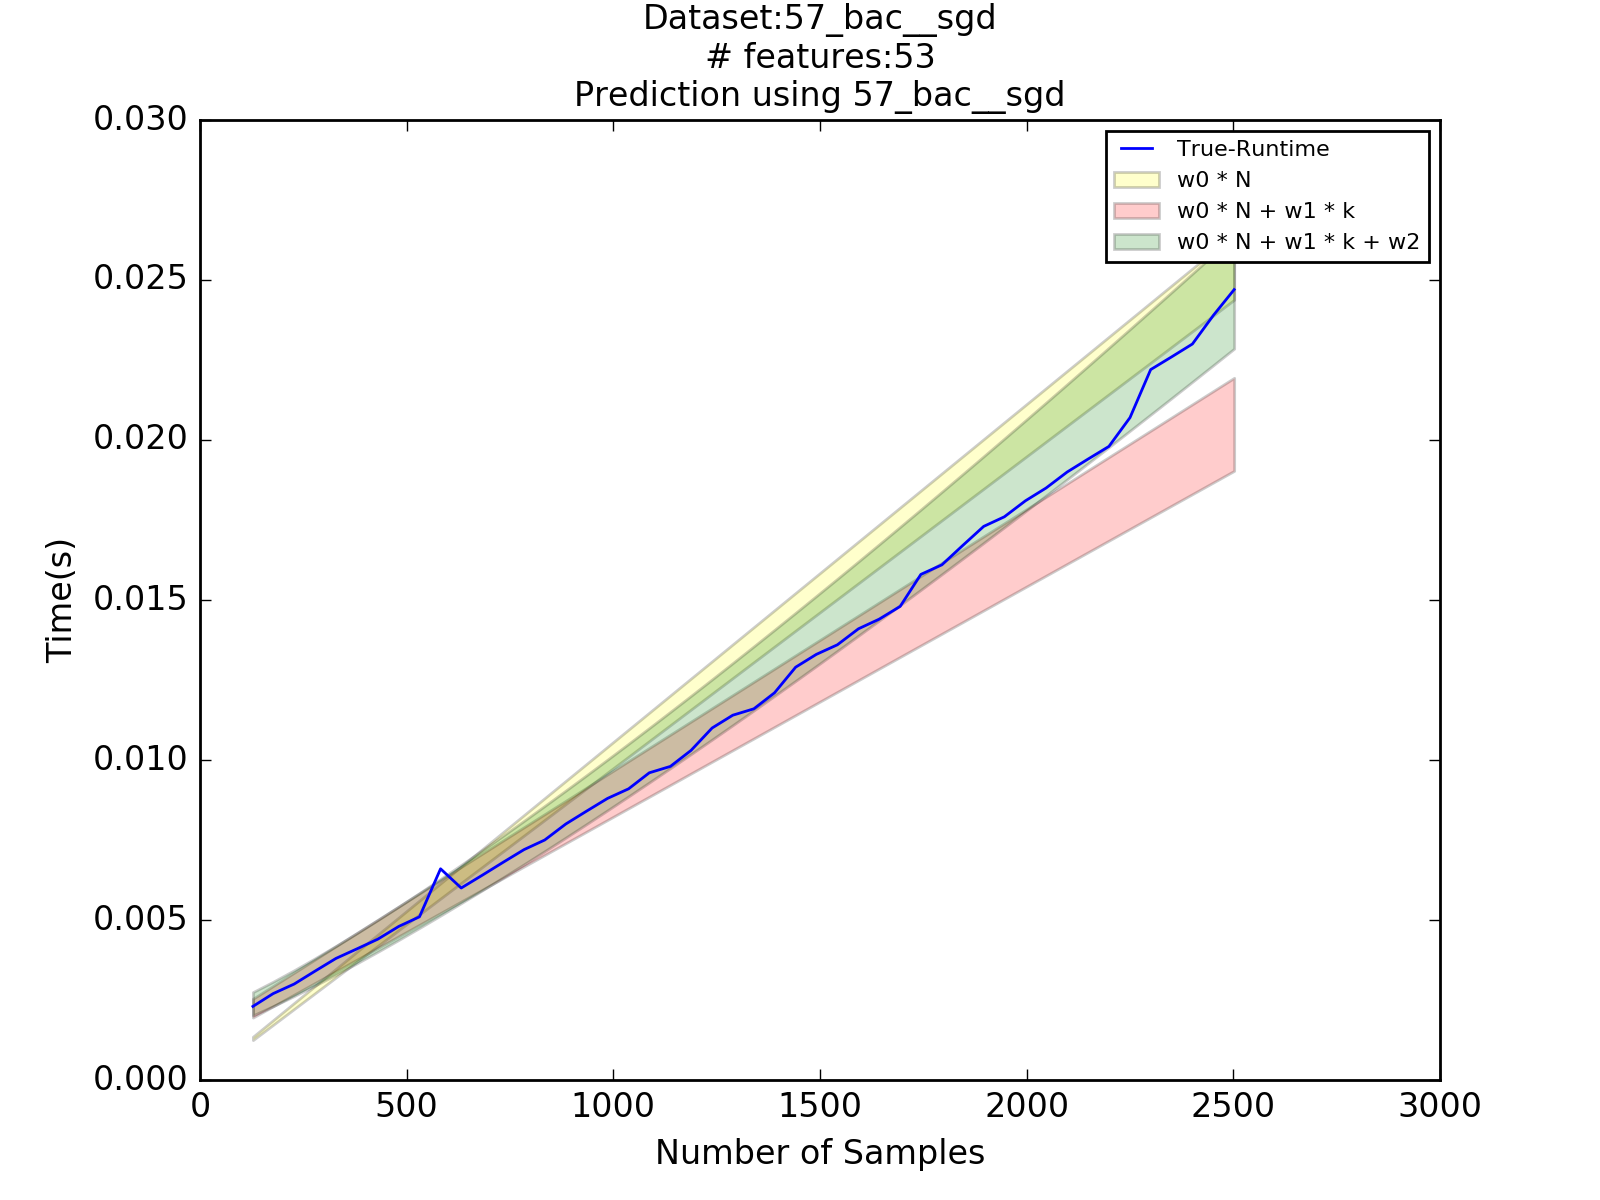 Dataset:57_bac__sgd
# features:53
Prediction using 57_bac__sgd
0.030
0.025
0.020
0.015
0.010
0.005
0.000
Time(s)
True-Runtime
w0 * N
w0 * N + w1 * k
w0 * N + w1 * k + w2
0 500 1000 1500 2000 2500 3000
Number of Samples